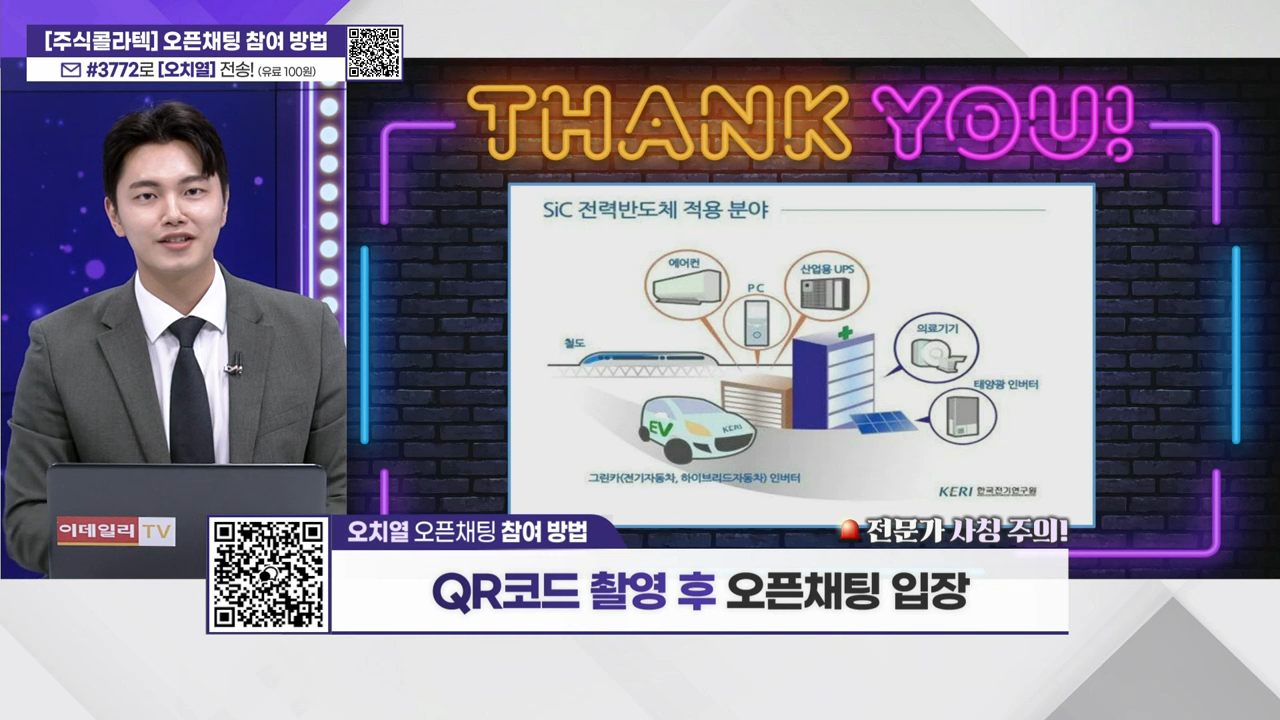 [주식콜라텍] 오픈채팅 참여 방법
#3772로 [오치열] 전송! (유료 100원)
THANK YOU!
SiC 전력반도체 적용 분야
에어컨
PC
산업용 UPS
철도
의료기기
태양광 인버터
EV
KERI
그린카(전기자동차, 하이브리드자동차) 인버터
KERI 한국전기연구원
이데일리 TV
오치열 오픈채팅 참여 방법
전문가 사칭 주의!
QR코드 촬영 후 오픈채팅 입장